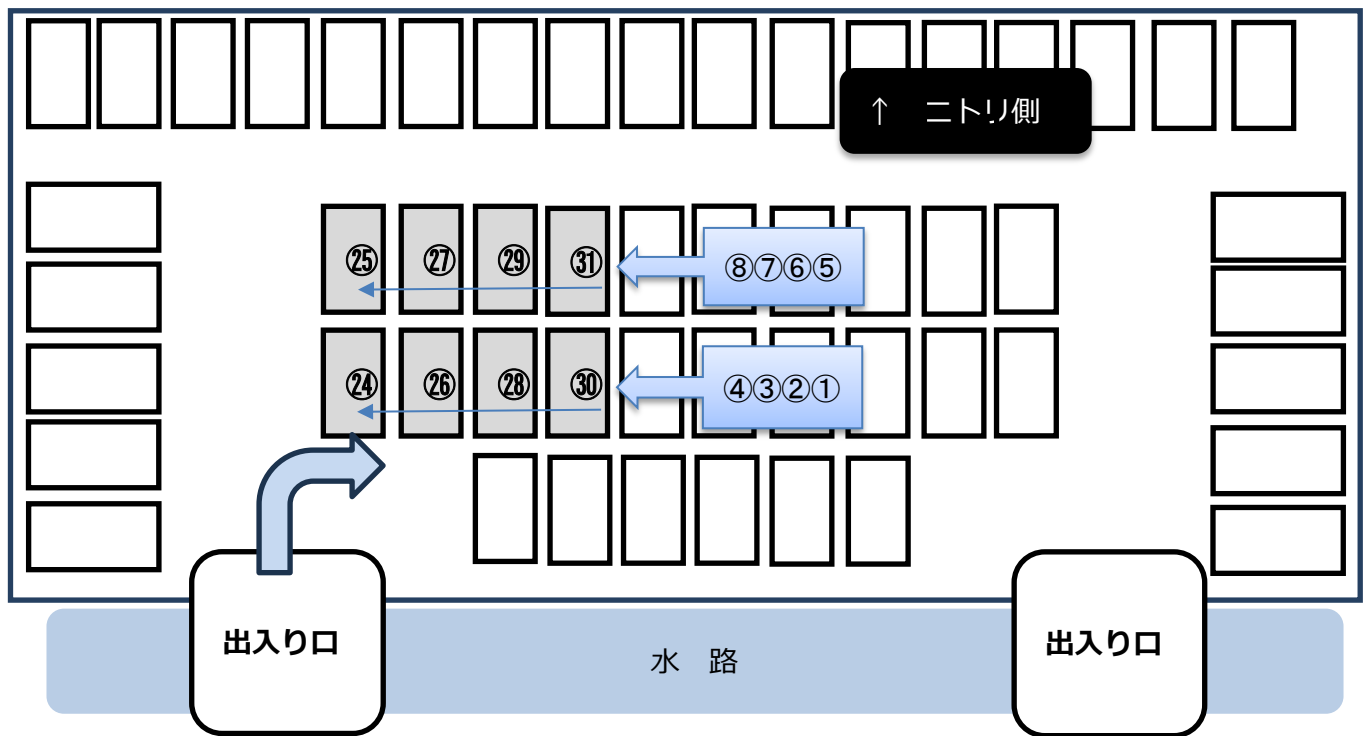 ↑ ニトリ側
㉕ ㉗ ㉙ ㉛ ⑧⑦⑥⑤
㉔ ㉖ ㉘ ㉚ ④③②①
出入り口
水 路
出入り口